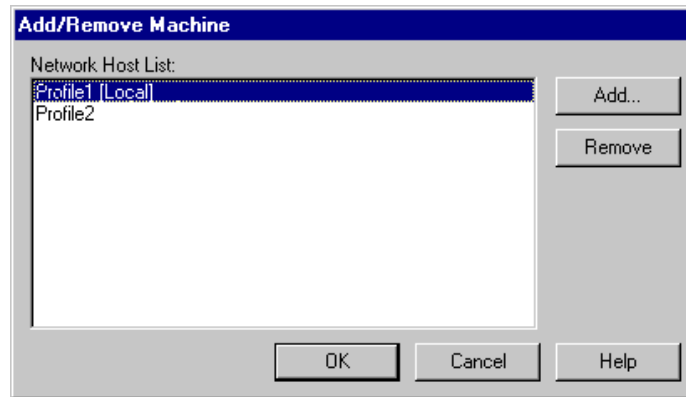 Add/Remove Machine
Network Host List:
Profile1 [Local]
Profile2
Add...
Remove
OK
Cancel
Help